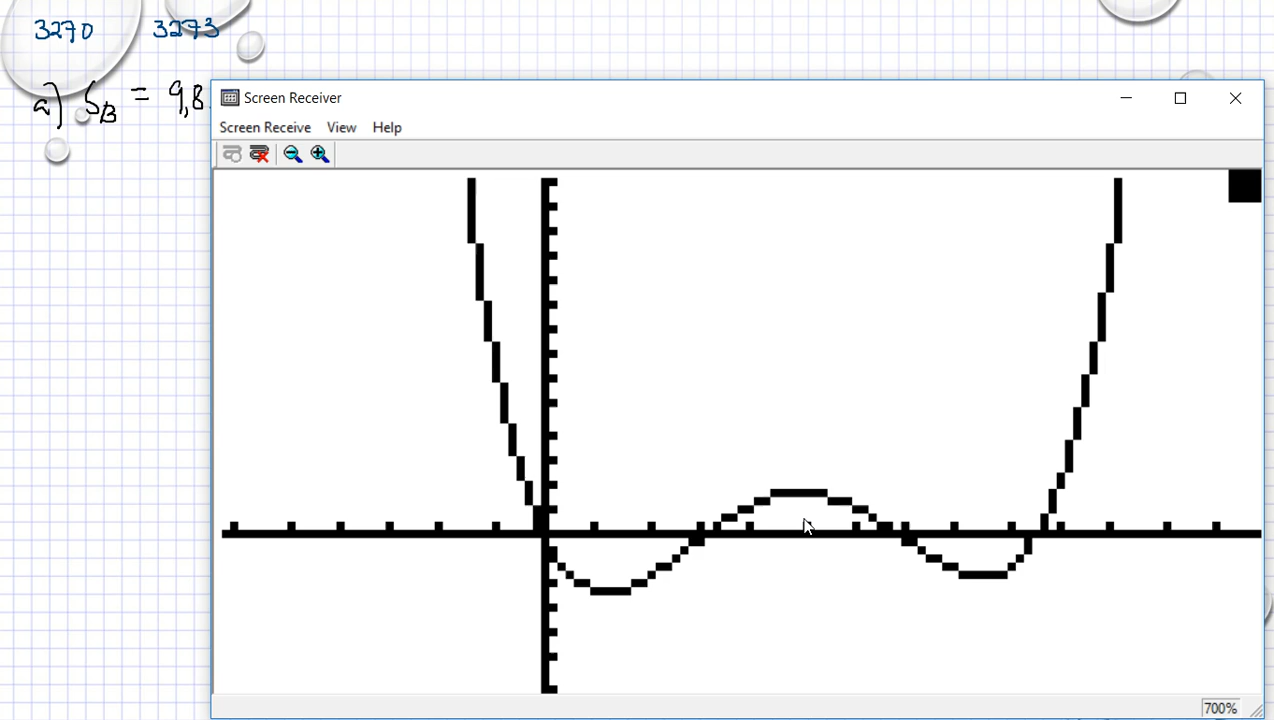 3270 3273
a) S_B = 9,8
Screen Receiver
Screen Receive View Help
700%